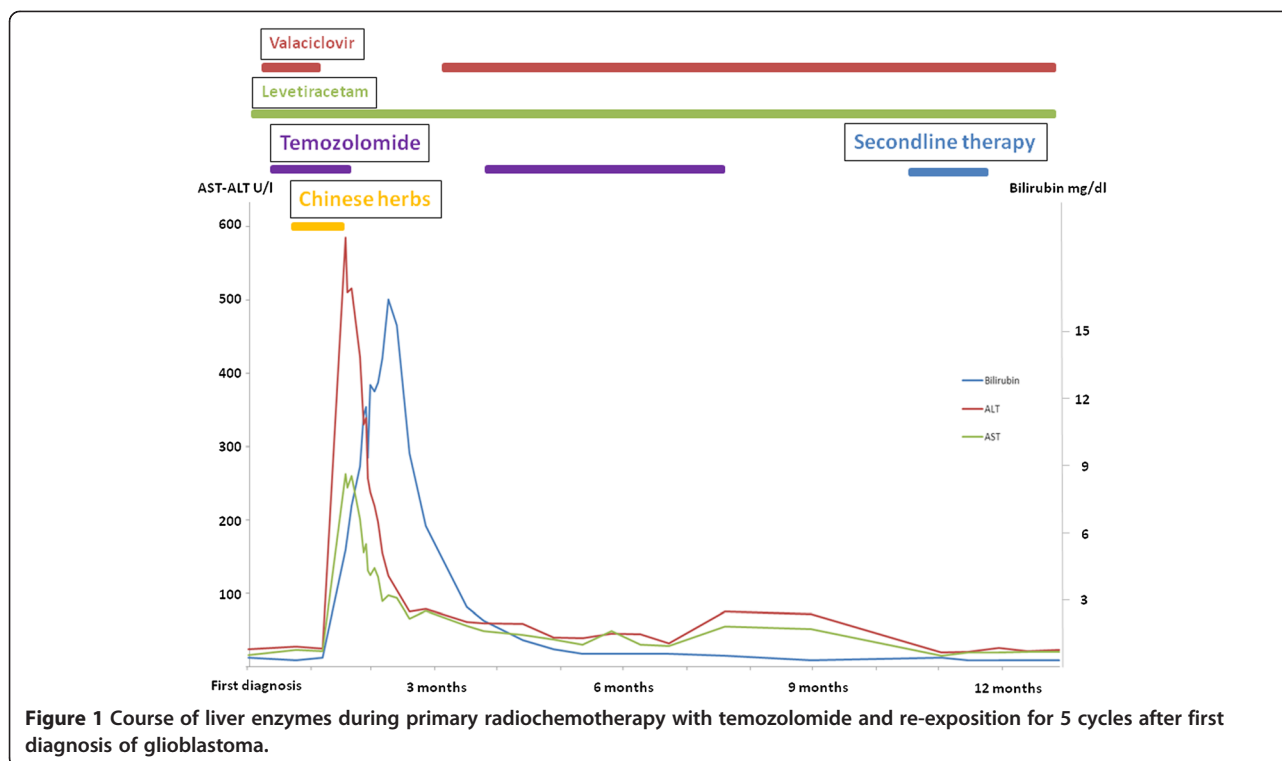 Valaciclovir
Levetiracetam
Temozolomide
Secondline therapy
AST-ALT U/l
Bilirubin mg/dl
Chinese herbs
600
500
15
400
Bilirubin
12
ALT
300
AST
9
200
6
100
3
First diagnosis
3 months
6 months
9 months
12 months
Figure 1 Course of liver enzymes during primary radiochemotherapy with temozolomide and re-exposition for 5 cycles after first
diagnosis of glioblastoma.